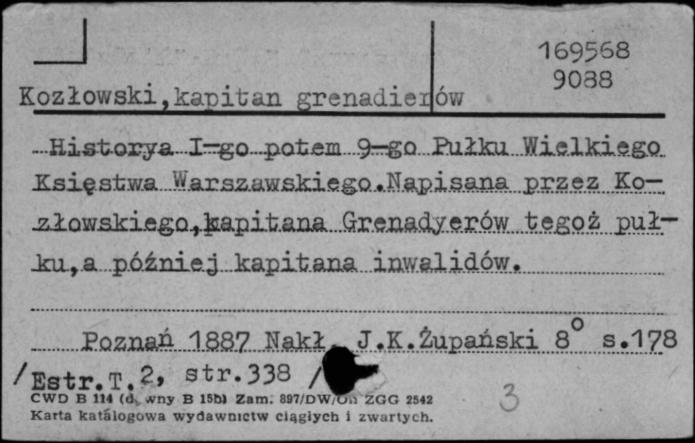 169568
9088
Kozłowski,kapitan grenadierów
Historya I-go potem 9-go Pułku Wielkiego
Księstwa Warszawskiego.Napisana przez Ko-
złowskiego,kapitana Grenadyerów tegoż puł-
ku,a później kapitana inwalidów.
Poznań 1887 Nakł. J.K.Żupański 8° s.178
/Estr.T.2, str.338 /
CWD B 114 (d. wny B 15b) Zam. 897/DW/On ZGG 2542
Karta katalogowa wydawnictw ciągłych i zwartych.
3